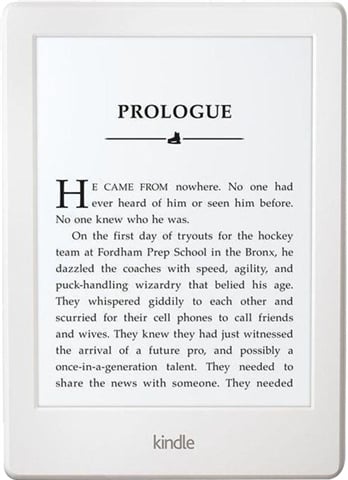 PROLOGUE
HE CAME FROM nowhere. No one had
ever heard of him or seen him before.
No one knew who he was.
On the first day of tryouts for the hockey
team at Fordham Prep School in the Bronx, he
dazzled the coaches with speed, agility, and
puck-handling wizardry that belied his age.
They whispered giddily to each other and
scurried for their cell phones to call friends
and wives. They knew they had just witnessed
the arrival of a future pro, and possibly a
once-in-a-generation talent. They needed to
share the news with someone. They needed
kindle